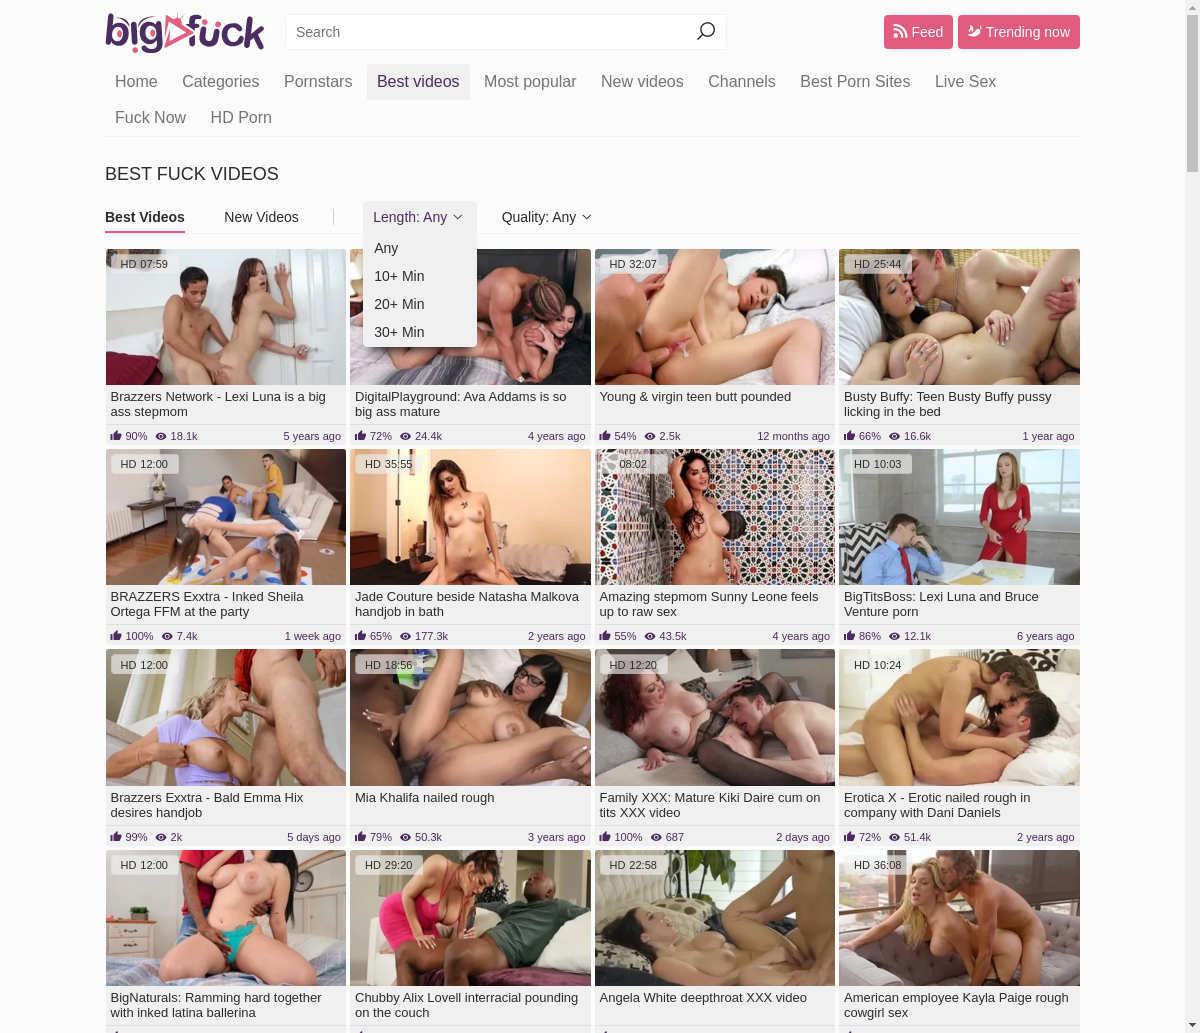 bigfuck
Search
Feed
Trending now
Home Categories Pornstars Best videos Most popular New videos Channels Best Porn Sites Live Sex
Fuck Now HD Porn
BEST FUCK VIDEOS
Best Videos New Videos Length: Any Quality: Any
Any
10+ Min
20+ Min
30+ Min
HD 07:59
Brazzers Network - Lexi Luna is a big
ass stepmom
90% 18.1k 5 years ago
DigitalPlayground: Ava Addams is so
big ass mature
72% 24.4k 4 years ago
HD 32:07
Young & virgin teen butt pounded
54% 2.5k 12 months ago
HD 25:44
Busty Buffy: Teen Busty Buffy pussy
licking in the bed
66% 16.6k 1 year ago
HD 12:00
BRAZZERS Exxtra - Inked Sheila
Ortega FFM at the party
100% 7.4k 1 week ago
HD 35:55
Jade Couture beside Natasha Malkova
handjob in bath
65% 177.3k 2 years ago
08:02
Amazing stepmom Sunny Leone feels
up to raw sex
55% 43.5k 4 years ago
HD 10:03
BigTitsBoss: Lexi Luna and Bruce
Venture porn
86% 12.1k 6 years ago
HD 12:00
Brazzers Exxtra - Bald Emma Hix
desires handjob
99% 2k 5 days ago
HD 18:56
Mia Khalifa nailed rough
79% 50.3k 3 years ago
HD 12:20
Family XXX: Mature Kiki Daire cum on
tits XXX video
100% 687 2 days ago
HD 10:24
Erotica X - Erotic nailed rough in
company with Dani Daniels
72% 51.4k 2 years ago
HD 12:00
BigNaturals: Ramming hard together
with inked latina ballerina
HD 29:20
Chubby Alix Lovell interracial pounding
on the couch
HD 22:58
Angela White deepthroat XXX video
HD 36:08
American employee Kayla Paige rough
cowgirl sex